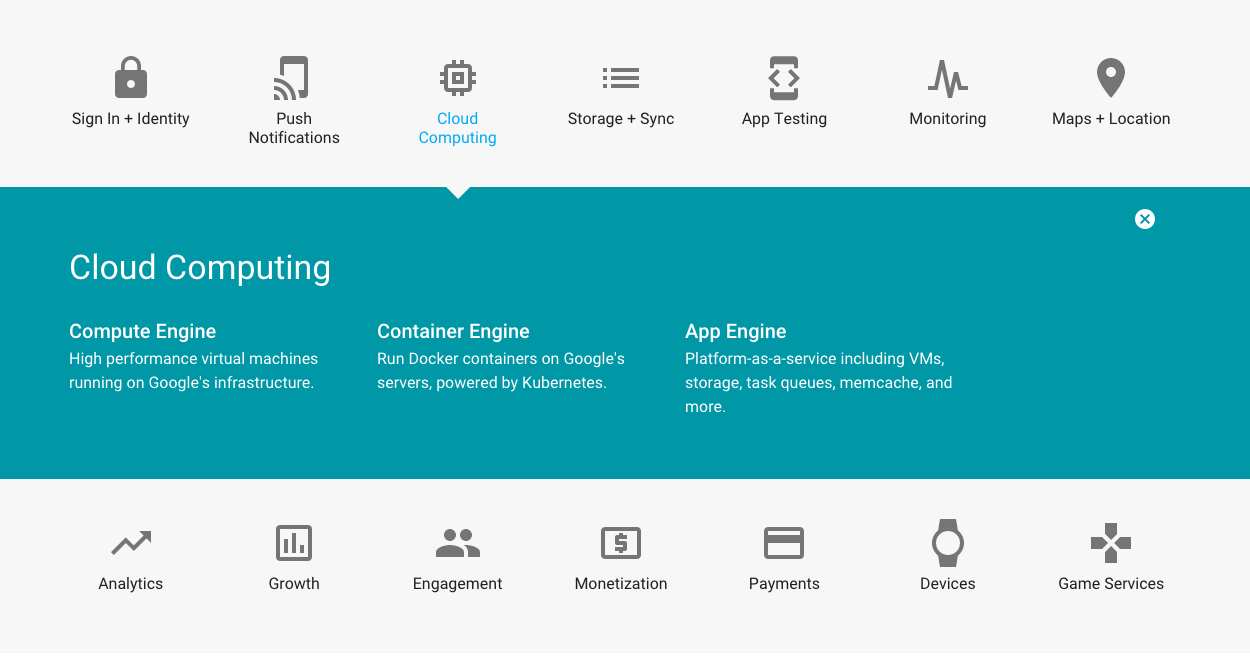 Sign In + Identity
Push
Notifications
Cloud
Computing
Storage + Sync
App Testing
Monitoring
Maps + Location
Cloud Computing
Compute Engine
High performance virtual machines
running on Google's infrastructure.
Container Engine
Run Docker containers on Google's
servers, powered by Kubernetes.
App Engine
Platform-as-a-service including VMs,
storage, task queues, memcache, and
more.
Analytics
Growth
Engagement
Monetization
Payments
Devices
Game Services